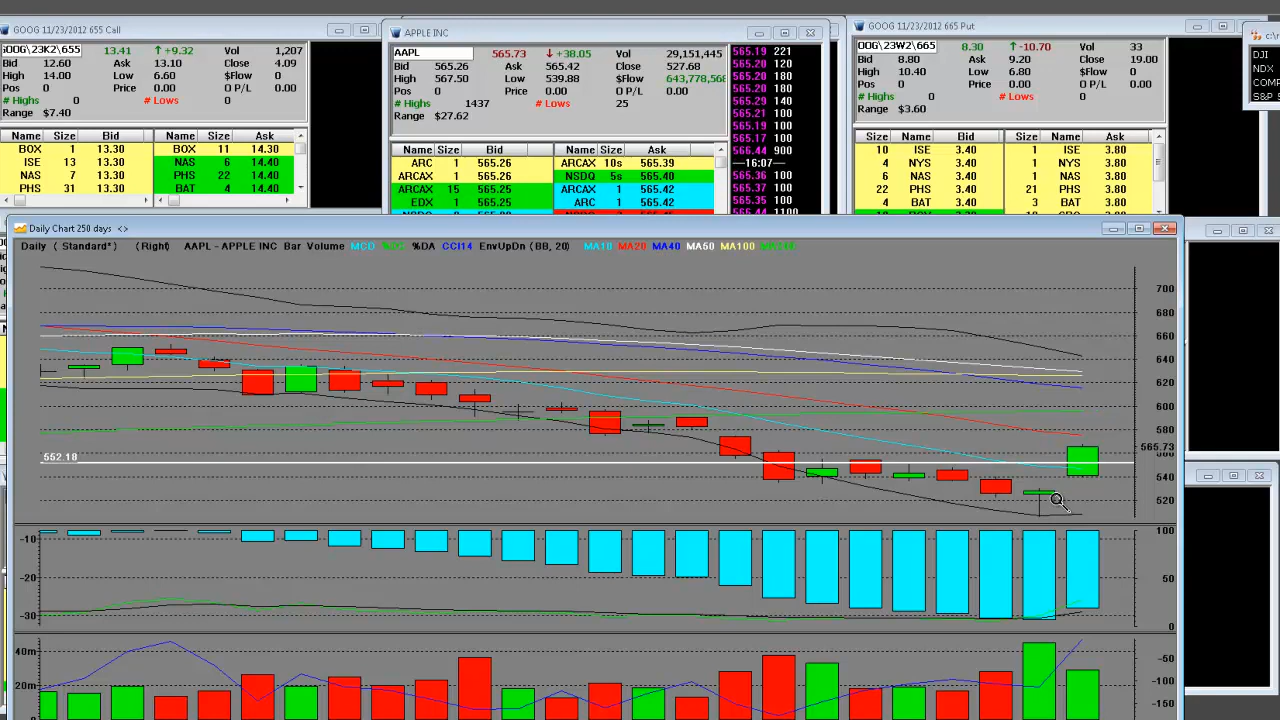 GOOG 11/23/2012 655 Call
GOOG\23K2\655 13.41 ↑ +9.32 Vol 1,207
Bid 12.60 Ask 13.10 Close 4.09
High 14.00 Low 6.60 $Flow 0
Pos 0 Price 0.00 O P/L 0.00
# Highs 0 # Lows 0
Range $7.40
Name Size Bid Name Size Ask
BOX 1 13.30 BOX 11 14.30
ISE 13 13.30 NAS 6 14.40
NAS 7 13.30 PHS 22 14.40
PHS 31 13.30 BAT 4 14.40
APPLE INC
AAPL 565.73 ↓ +38.05 Vol 29,151,445
Bid 565.26 Ask 565.42 Close 527.68
High 567.50 Low 539.88 $Flow 643,778,568
Pos 0 Price 0.00 O P/L 0.00
# Highs 1437 # Lows 25
Range $27.62
Name Size Bid Name Size Ask
ARC 1 565.26 ARCAX 10s 565.39
ARCAX 1 565.26 NSDQ 5s 565.40
ARCAX 15 565.25 ARCAX 1 565.42
EDX 1 565.25 ARC 1 565.42
565.19 221
565.20 120
565.20 180
565.20 180
565.29 140
565.21 100
565.19 100
565.17 100
566.44 900
—16:07—
565.36 100
565.37 100
565.35 100
566.44 1100
GOOG 11/23/2012 665 Put
GOOG\23W2\665 8.30 ↑ -10.70 Vol 33
Bid 8.80 Ask 9.20 Close 19.00
High 10.40 Low 6.80 $Flow 0
Pos 0 Price 0.00 O P/L 0.00
# Highs 0 # Lows 0
Range $3.60
Size Name Bid Size Name Ask
10 ISE 3.40 1 ISE 3.80
4 NYS 3.40 1 NYS 3.80
6 NAS 3.40 1 NAS 3.80
22 PHS 3.40 21 PHS 3.80
4 BAT 3.40 3 BAT 3.80
c:\r
DJI
NDX
COMP
S&P 5
Daily Chart 250 days <>
Daily ( Standard*) (Right) AAPL - APPLE INC Bar Volume MCD %DA CCI14 EnvUpDn (BB, 20) MA10 MA20 MA40 MA50 MA100
700
680
660
640
620
600
580
565.73
552.18
540
520
-10
-20
-30
100
50
0
40m
20m
-50
-100
-150